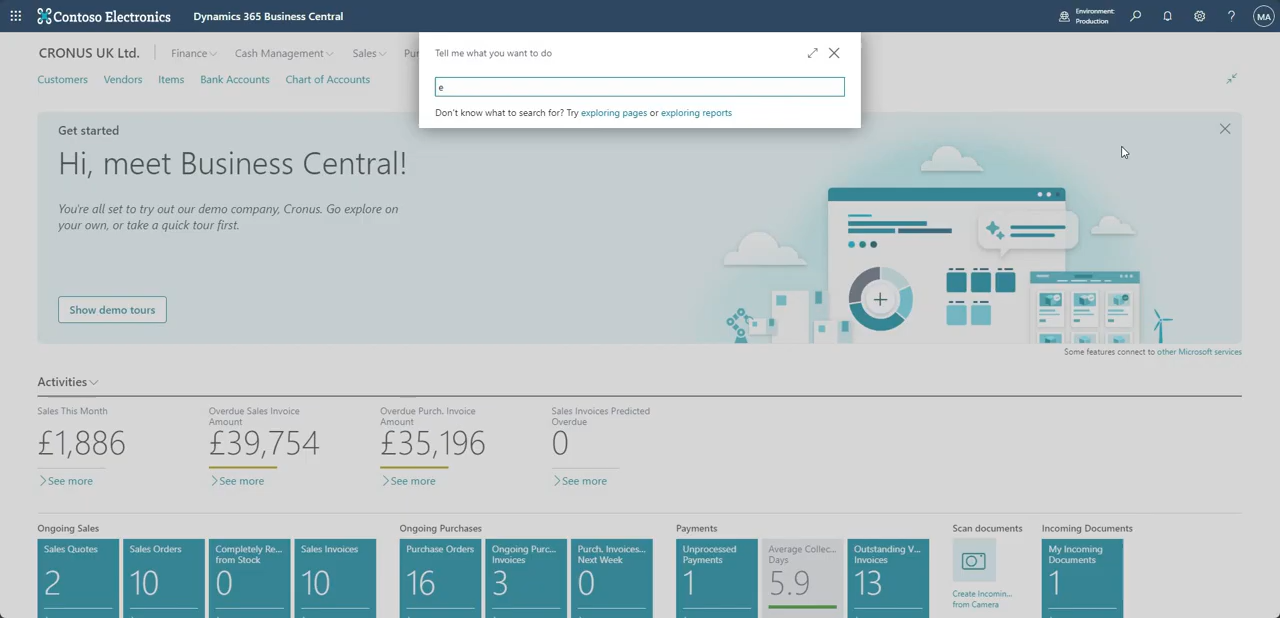 Contoso Electronics
Dynamics 365 Business Central
Environment:
Production
MA
CRONUS UK Ltd.
Finance
Cash Management
Sales
Pur
Tell me what you want to do
e
Don't know what to search for? Try exploring pages or exploring reports
Customers
Vendors
Items
Bank Accounts
Chart of Accounts
Get started
Hi, meet Business Central!
You're all set to try out our demo company, Cronus. Go explore on
your own, or take a quick tour first.
Show demo tours
Some features connect to other Microsoft services
Activities
Sales This Month
£1,886
See more
Overdue Sales Invoice
Amount
£39,754
See more
Overdue Purch. Invoice
Amount
£35,196
See more
Sales Invoices Predicted
Overdue
0
See more
Ongoing Sales
Sales Quotes
2
Sales Orders
10
Completely Re...
from Stock
0
Sales Invoices
10
Ongoing Purchases
Purchase Orders
16
Ongoing Purc...
Invoices
3
Purch. Invoices...
Next Week
0
Payments
Unprocessed
Payments
1
Average Collec...
Days
5.9
Outstanding V...
Invoices
13
Scan documents
Create Incomin...
from Camera
Incoming Documents
My Incoming
Documents
1